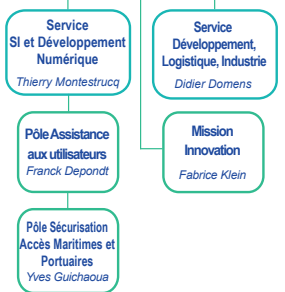 Service
SI et Développement
Numérique
Thierry Montestrucq
Service
Développement,
Logistique, Industrie
Didier Domens
Pôle Assistance
aux utilisateurs
Franck Depondt
Mission
Innovation
Fabrice Klein
Pôle Sécurisation
Accès Maritimes et
Portuaires
Yves Guichaoua